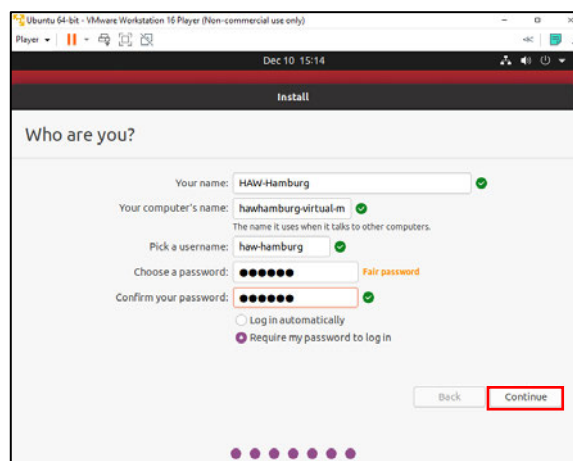 Ubuntu 64-bit - VMware Workstation 16 Player (Non-commercial use only)
Player
Dec 10 15:14
Install
Who are you?
Your name: HAW-Hamburg
Your computer's name: hawhamburg-virtual-m
The name it uses when it talks to other computers.
Pick a username: haw-hamburg
Choose a password: ●●●●●● Fair password
Confirm your password: ●●●●●●
Log in automatically
Require my password to log in
Back Continue